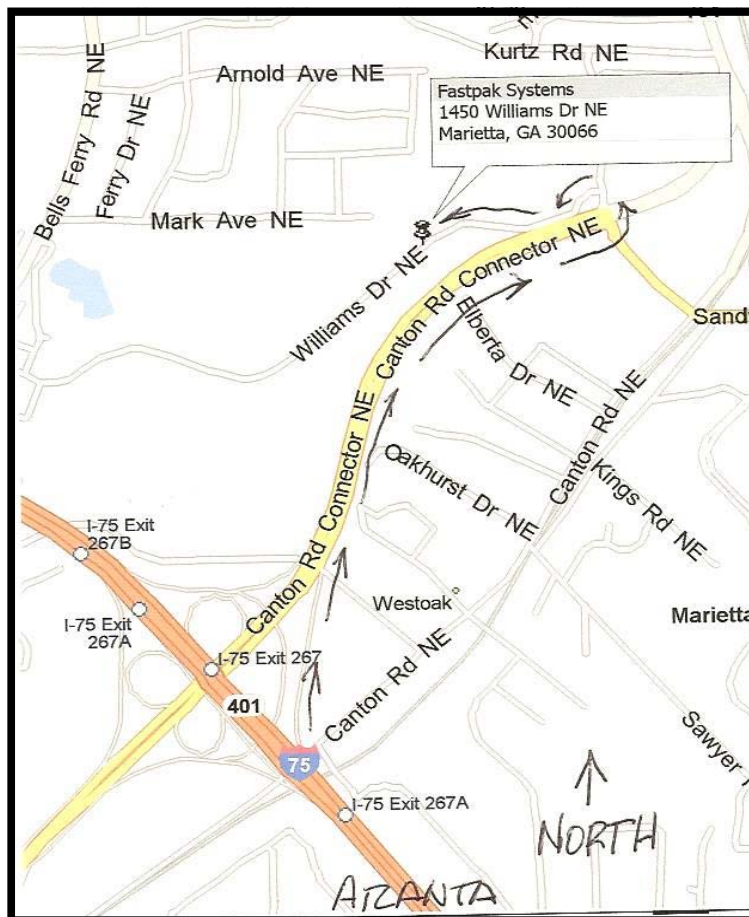 Kurtz Rd NE
Arnold Ave NE
Fastpak Systems
1450 Williams Dr NE
Marietta, GA 30066
Bells Ferry Rd NE
Ferry Dr NE
Mark Ave NE
Williams Dr NE
Canton Rd Connector NE
Elberta Dr NE
Sand
Canton Rd NE
Canton Rd Connector NE
Oakhurst Dr NE
Kings Rd NE
I-75 Exit
267B
I-75 Exit
267A
Westoak
Marietta
I-75 Exit 267
Canton Rd NE
401
75
Sawyer
I-75 Exit 267A
NORTH
ATLANTA